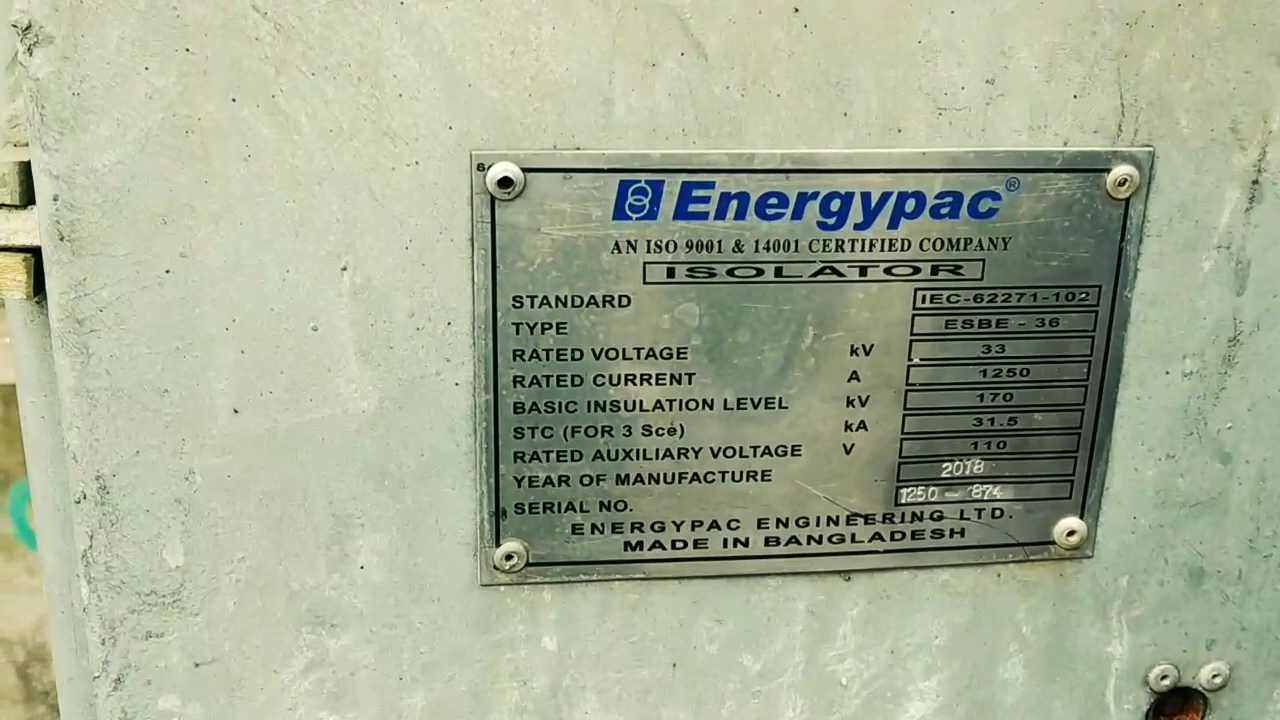 6
Energypac®
AN ISO 9001 & 14001 CERTIFIED COMPANY
ISOLATOR
STANDARD IEC-62271-102
TYPE ESBE - 36
RATED VOLTAGE kV 33
RATED CURRENT A 1250
BASIC INSULATION LEVEL kV 170
STC (FOR 3 Sce) kA 31.5
RATED AUXILIARY VOLTAGE V 110
YEAR OF MANUFACTURE 2018
SERIAL NO. 1250 - 874
ENERGYPAC ENGINEERING LTD.
MADE IN BANGLADESH